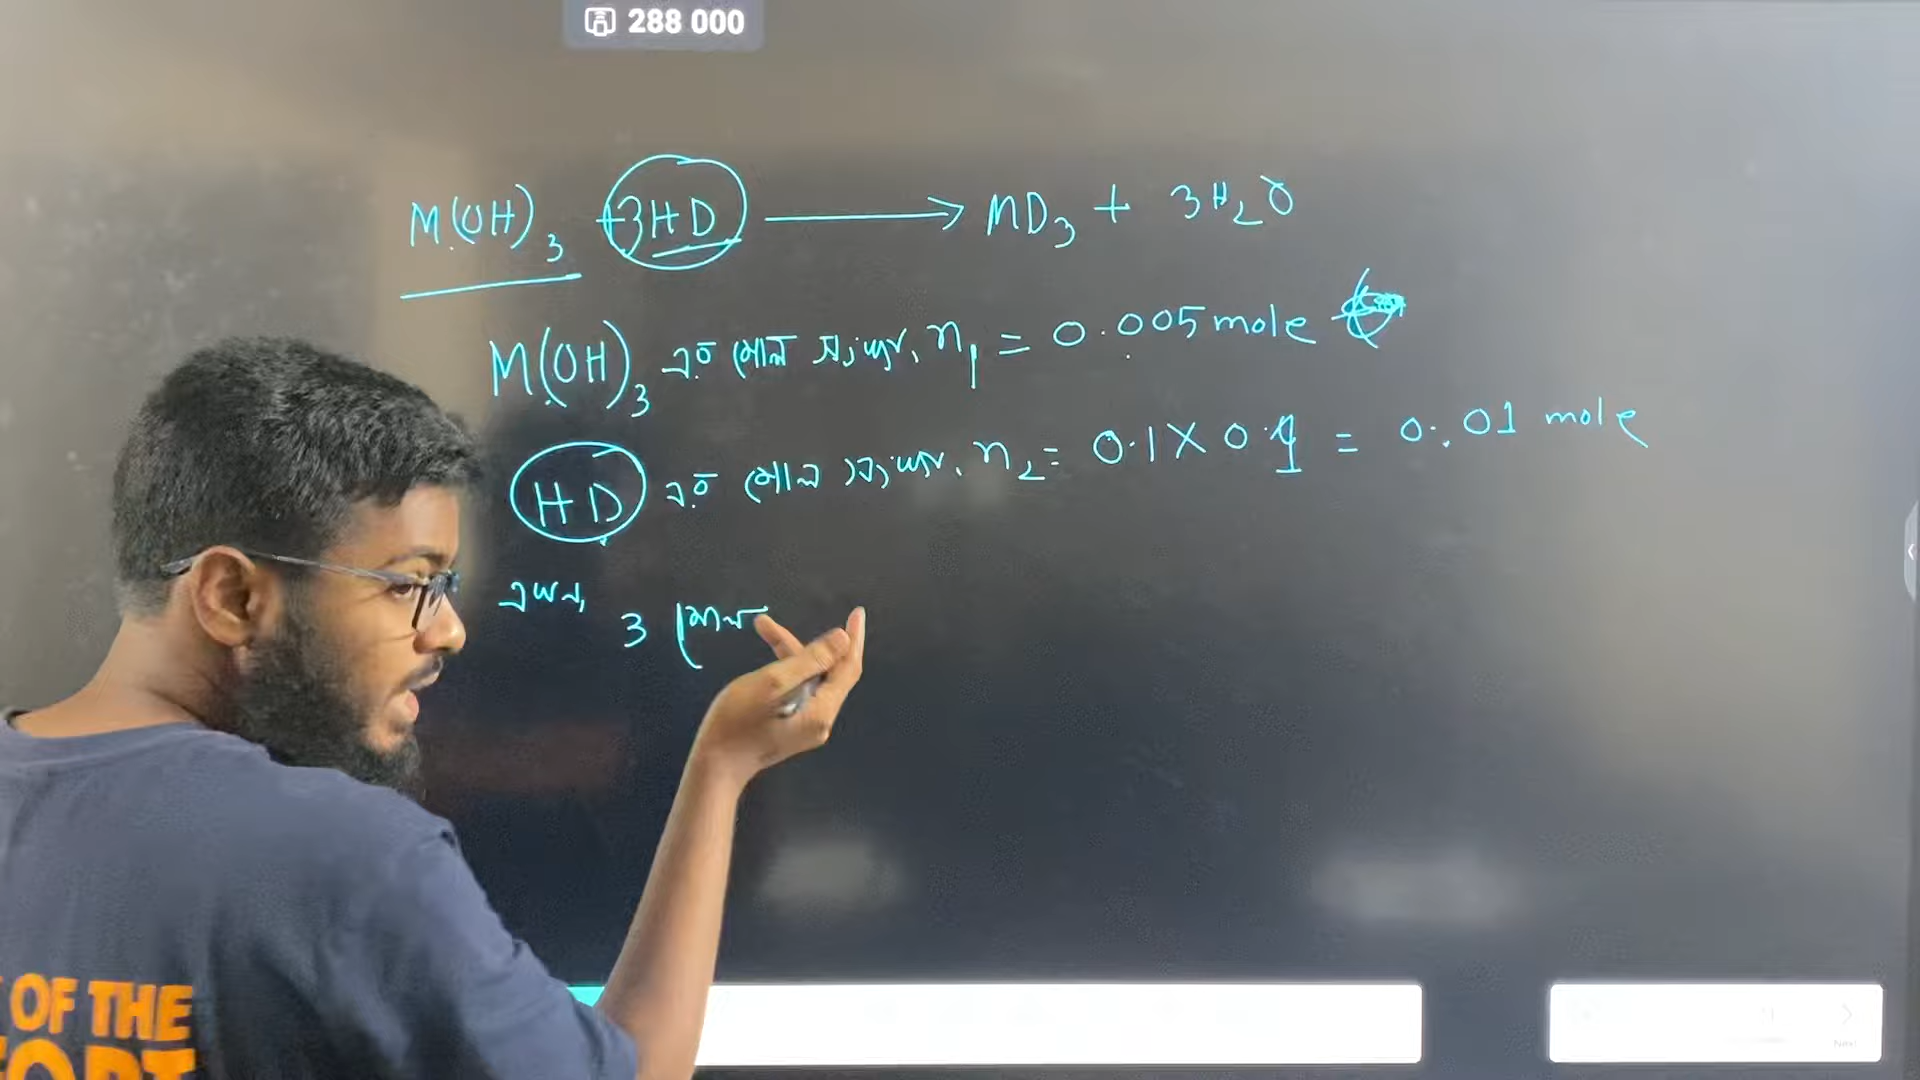 288 000
M(OH)₃ + 3HD ⟶ MD₃ + 3H₂O
M(OH)₃ এর মোল সংখ্যা, n₁ = 0.005 mole
HD এর মোল সংখ্যা, n₂ = 0.1 × 0.1 = 0.01 mole
এখন, 3 মোল
OF THE